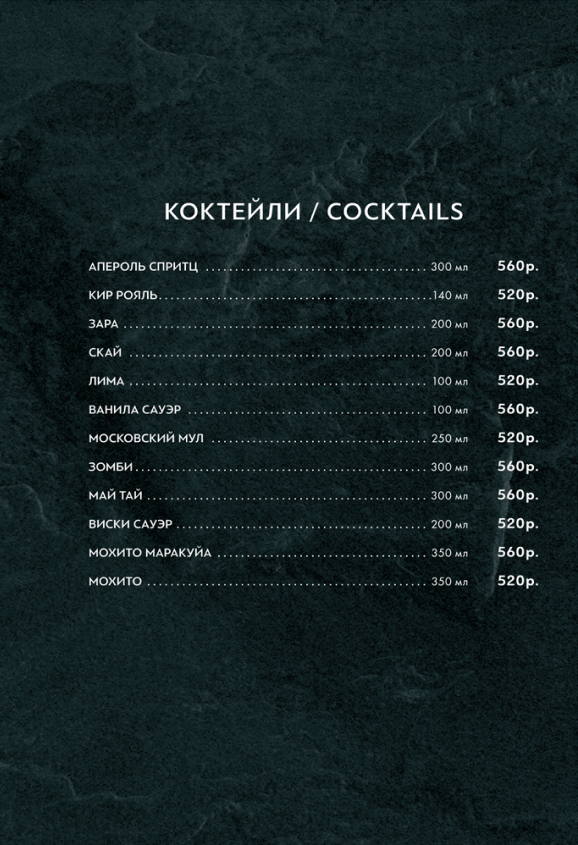 КОКТЕЙЛИ / COCKTAILS
АПЕРОЛЬ СПРИТЦ ........................................ 300 мл 560р.
КИР РОЯЛЬ ........................................ 140 мл 520р.
ЗАРА ........................................ 200 мл 560р.
СКАЙ ........................................ 200 мл 560р.
ЛИМА ........................................ 100 мл 520р.
ВАНИЛА САУЭР ........................................ 100 мл 560р.
МОСКОВСКИЙ МУЛ ........................................ 250 мл 520р.
ЗОМБИ ........................................ 300 мл 560р.
МАЙ ТАЙ ........................................ 300 мл 560р.
ВИСКИ САУЭР ........................................ 200 мл 520р.
МОХИТО МАРАКУЙА ........................................ 350 мл 560р.
МОХИТО ........................................ 350 мл 520р.